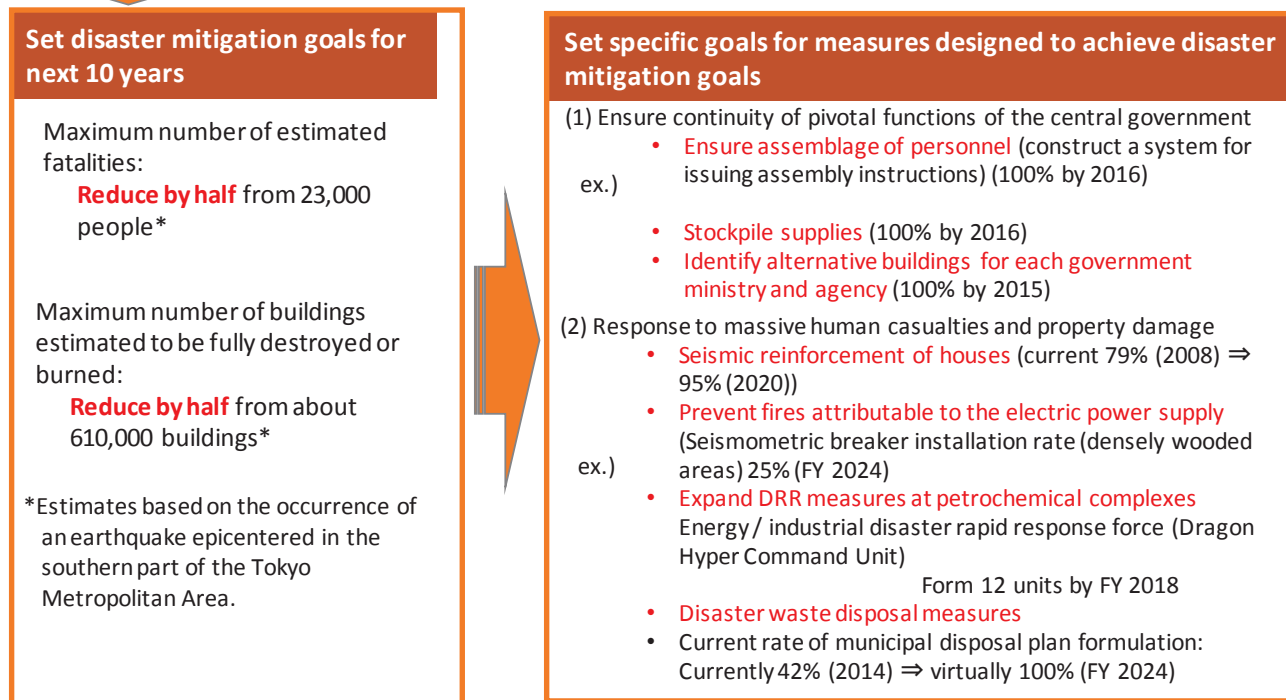 Set disaster mitigation goals for
next 10 years
Maximum number of estimated
fatalities:
Reduce by half from 23,000
people*
Maximum number of buildings
estimated to be fully destroyed or
burned:
Reduce by half from about
610,000 buildings*
*Estimates based on the occurrence of
an earthquake epicentered in the
southern part of the Tokyo
Metropolitan Area.
Set specific goals for measures designed to achieve disaster
mitigation goals
(1) Ensure continuity of pivotal functions of the central government
• Ensure assemblage of personnel (construct a system for
ex.) issuing assembly instructions) (100% by 2016)
• Stockpile supplies (100% by 2016)
• Identify alternative buildings for each government
ministry and agency (100% by 2015)
(2) Response to massive human casualties and property damage
• Seismic reinforcement of houses (current 79% (2008) ⇒
95% (2020))
• Prevent fires attributable to the electric power supply
(Seismometric breaker installation rate (densely wooded
ex.) areas) 25% (FY 2024)
• Expand DRR measures at petrochemical complexes
Energy / industrial disaster rapid response force (Dragon
Hyper Command Unit)
Form 12 units by FY 2018
• Disaster waste disposal measures
• Current rate of municipal disposal plan formulation:
Currently 42% (2014) ⇒ virtually 100% (FY 2024)